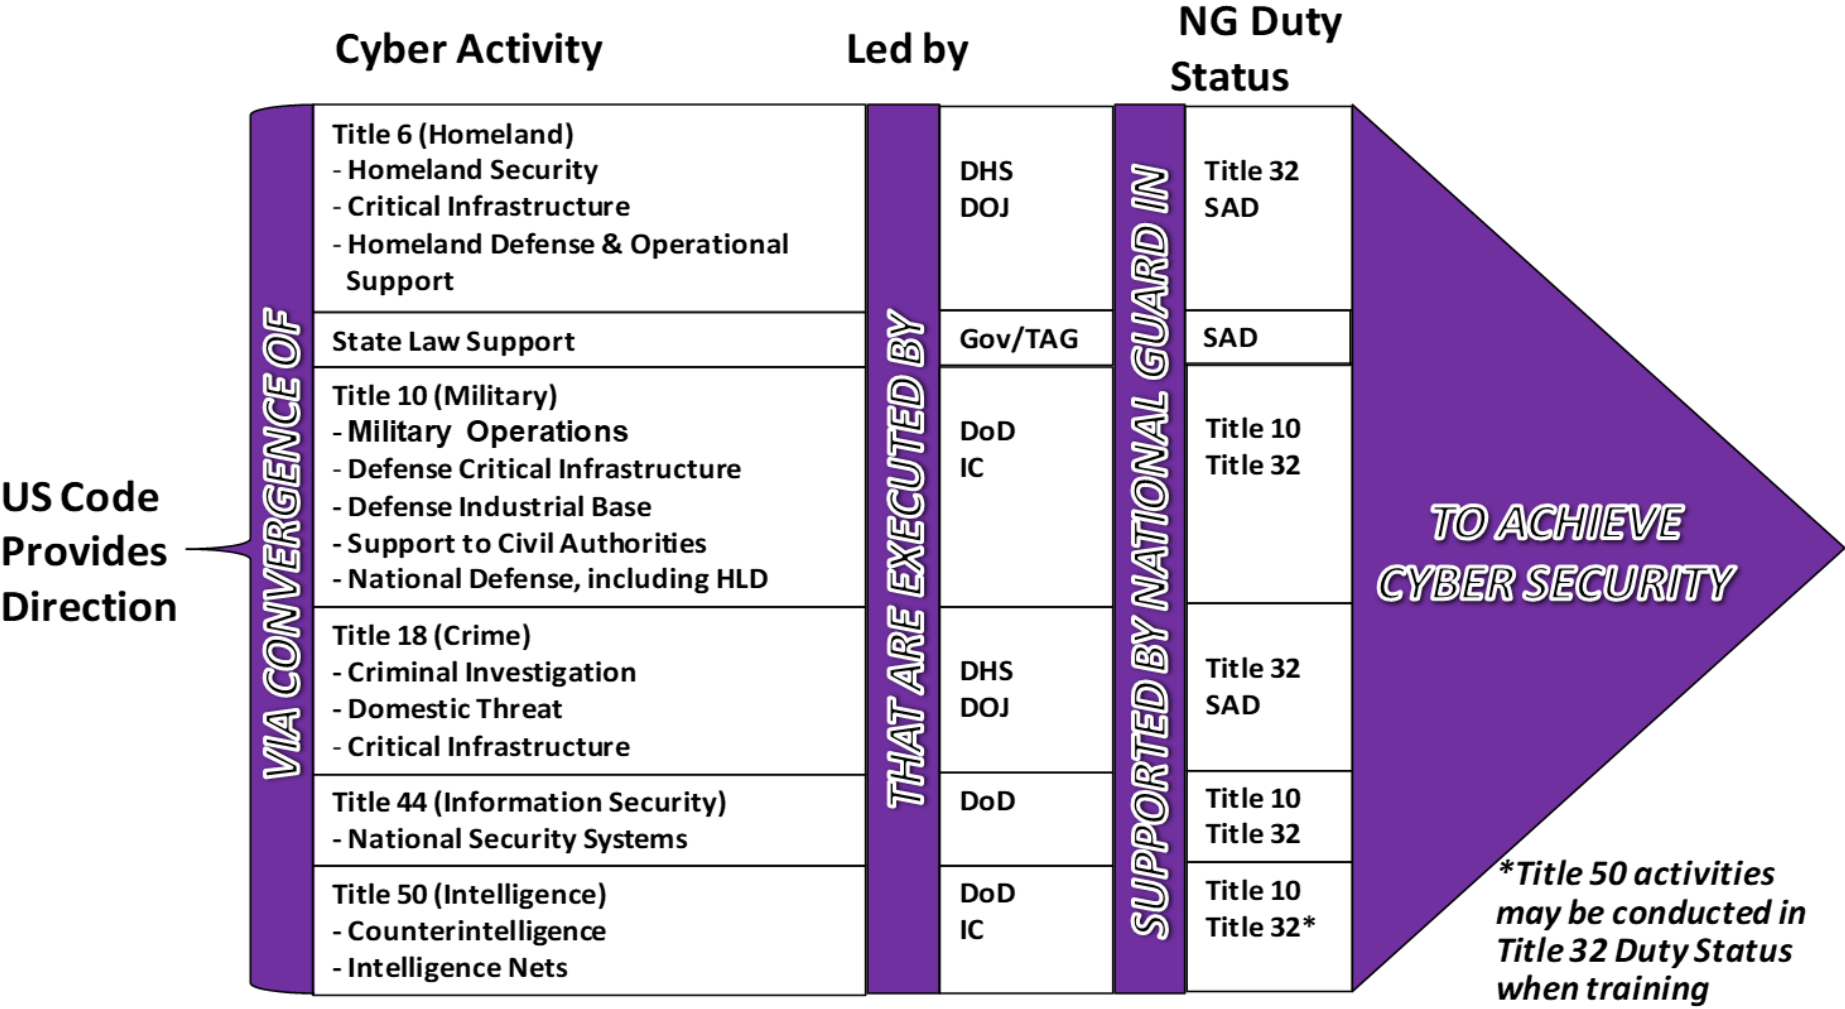 Cyber Activity
Led by
NG Duty
Status
US Code
Provides
Direction
VIA CONVERGENCE OF
Title 6 (Homeland)
- Homeland Security
- Critical Infrastructure
- Homeland Defense & Operational
Support
State Law Support
Title 10 (Military)
- Military Operations
- Defense Critical Infrastructure
- Defense Industrial Base
- Support to Civil Authorities
- National Defense, including HLD
Title 18 (Crime)
- Criminal Investigation
- Domestic Threat
- Critical Infrastructure
Title 44 (Information Security)
- National Security Systems
Title 50 (Intelligence)
- Counterintelligence
- Intelligence Nets
THAT ARE EXECUTED BY
DHS
DOJ
Gov/TAG
DoD
IC
DHS
DOJ
DoD
DoD
IC
SUPPORTED BY NATIONAL GUARD IN
Title 32
SAD
SAD
Title 10
Title 32
Title 32
SAD
Title 10
Title 32
Title 10
Title 32*
TO ACHIEVE
CYBER SECURITY
*Title 50 activities
may be conducted in
Title 32 Duty Status
when training